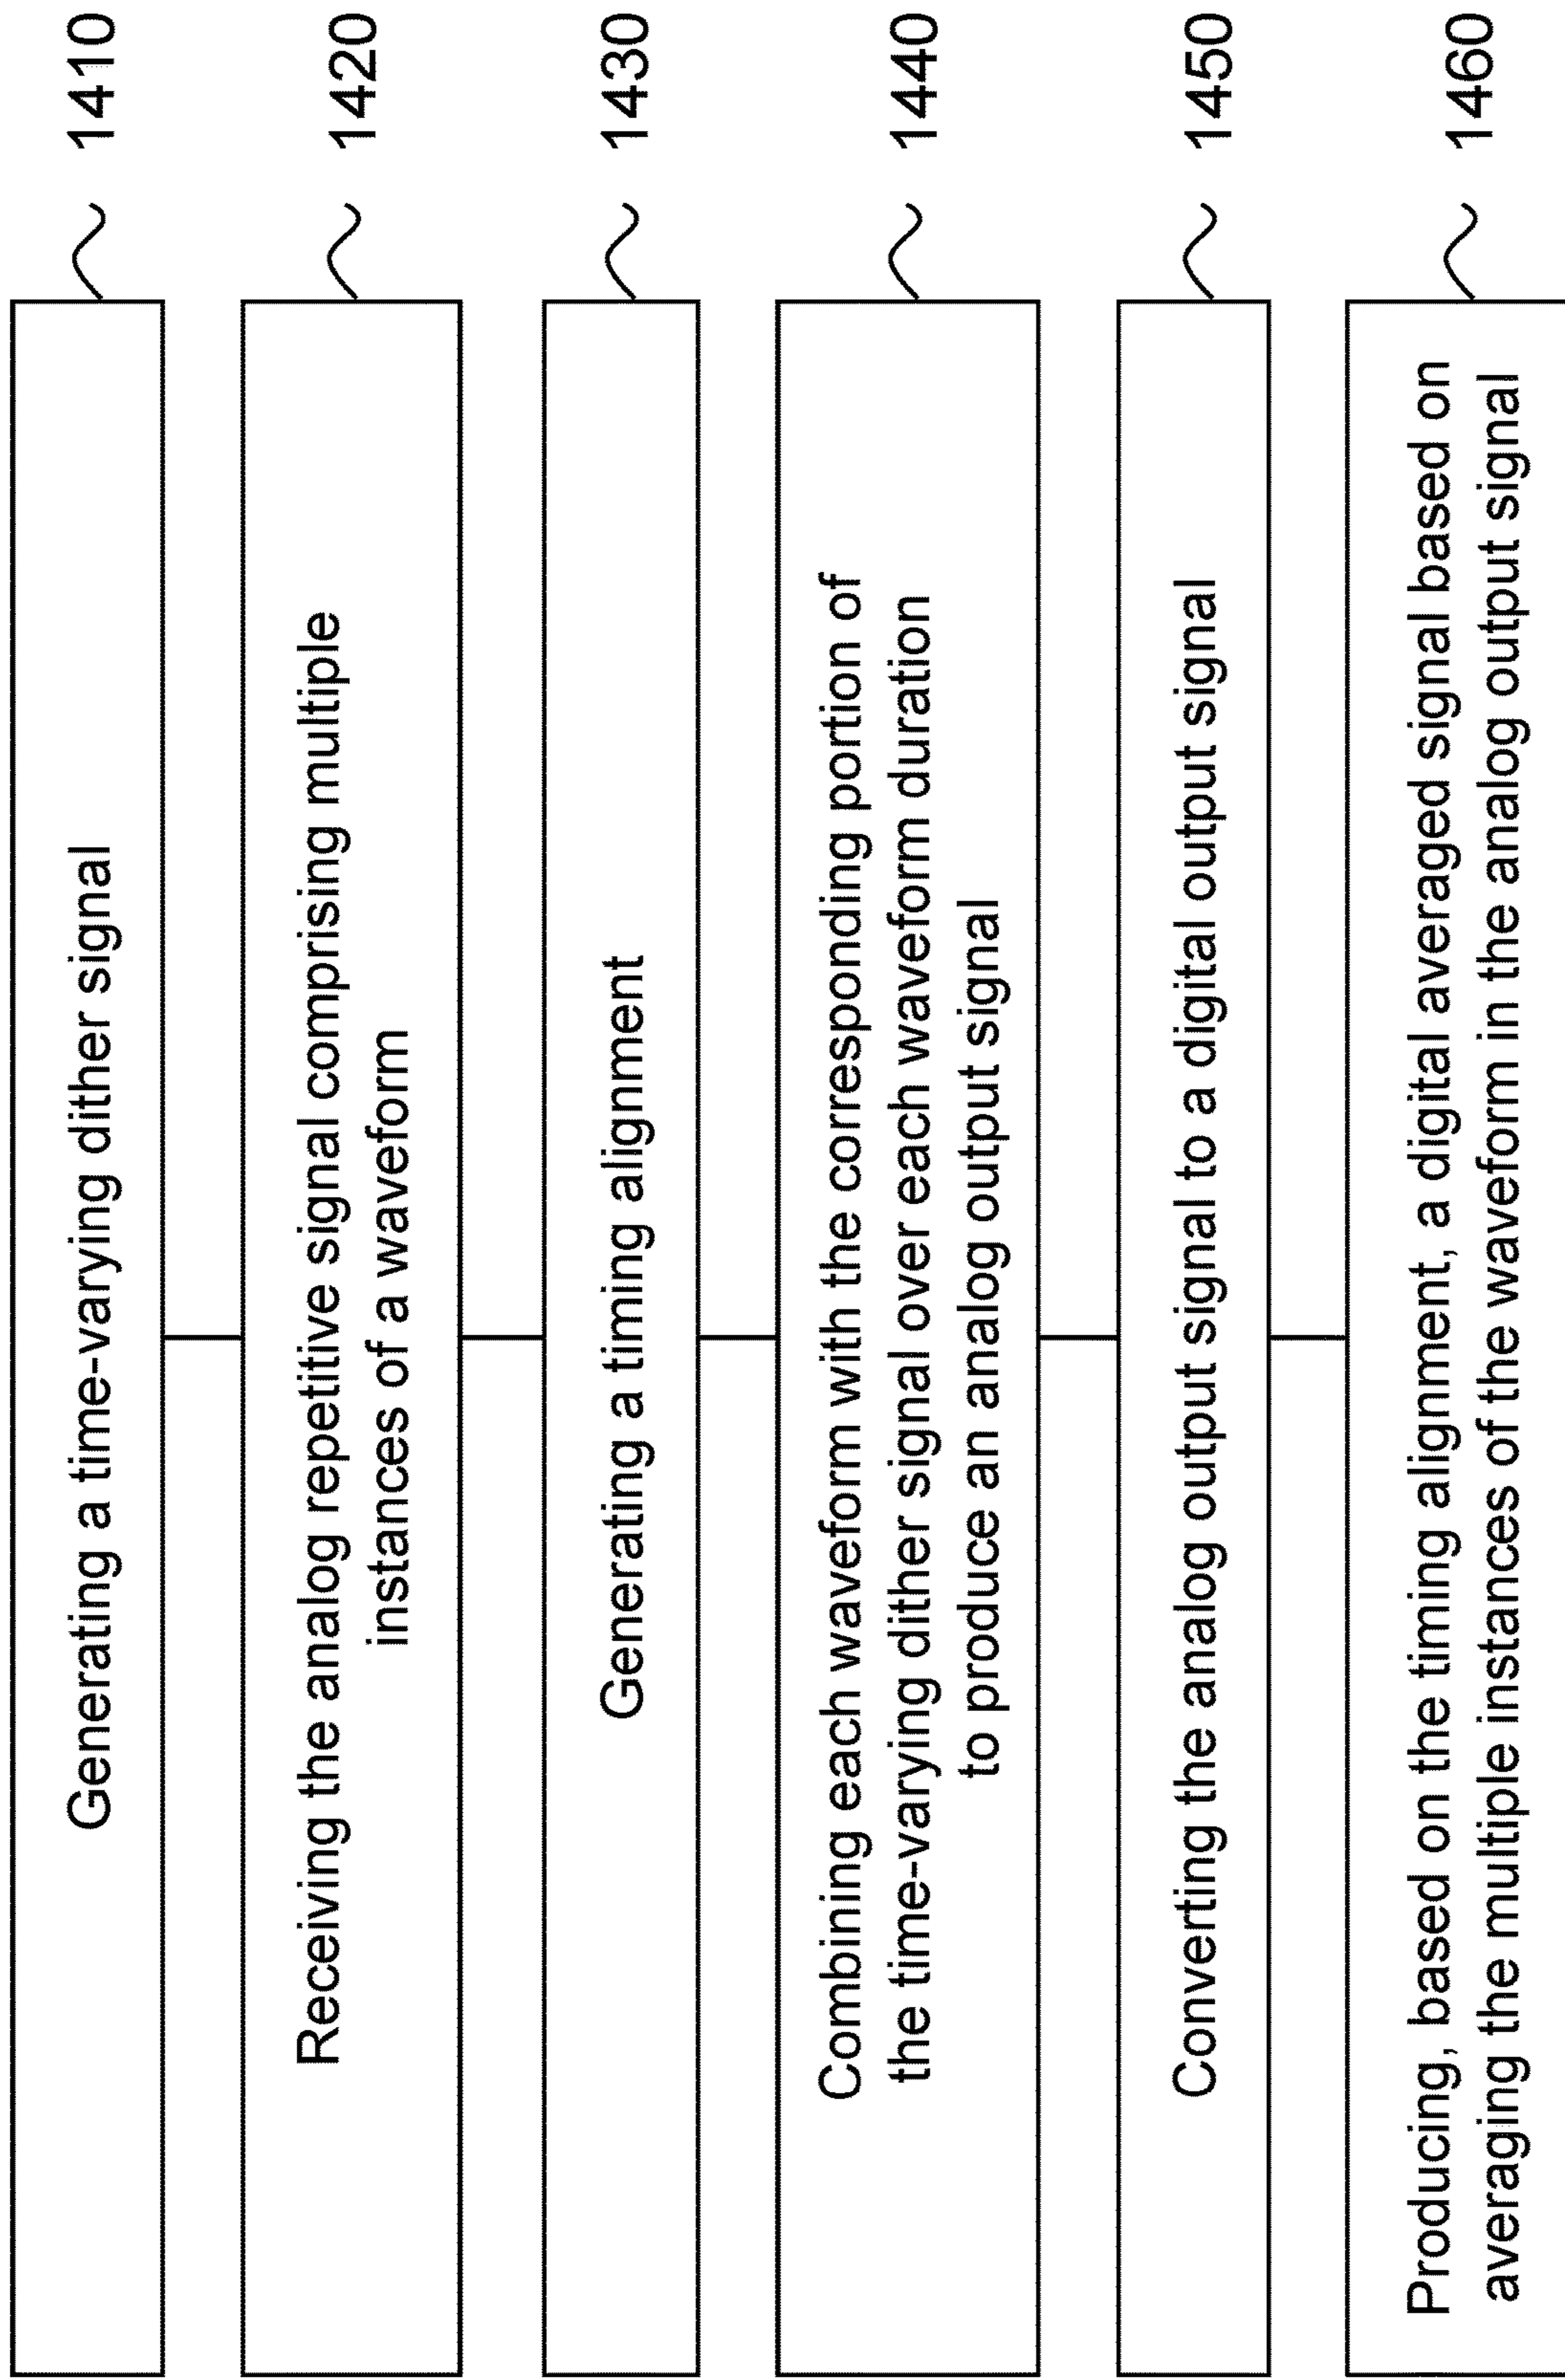 Generating a time-varying dither signal
1410
Receiving the analog repetitive signal comprising multiple
instances of a waveform
1420
Generating a timing alignment
1430
Combining each waveform with the corresponding portion of
the time-varying dither signal over each waveform duration
to produce an analog output signal
1440
Converting the analog output signal to a digital output signal
1450
Producing, based on the timing alignment, a digital averaged signal based on
averaging the multiple instances of the waveform in the analog output signal
1460